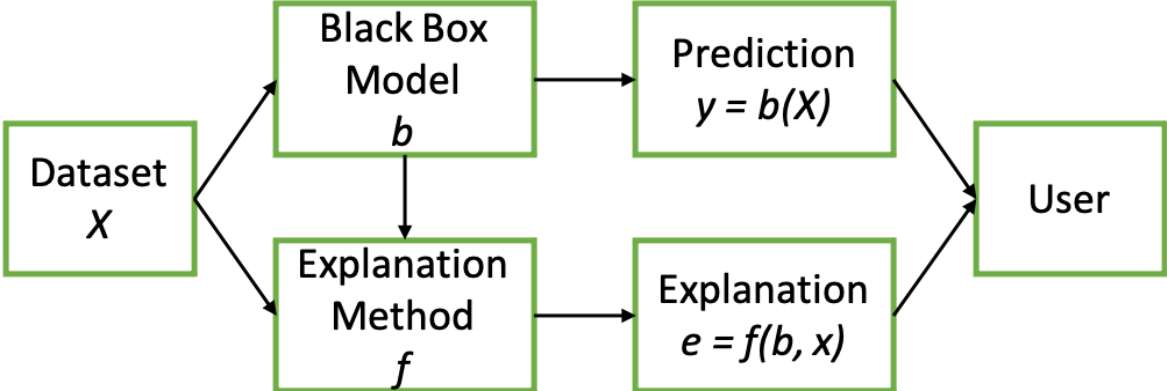 Dataset
X
Black Box
Model
b
Explanation
Method
f
Prediction
y = b(X)
Explanation
e = f(b, x)
User